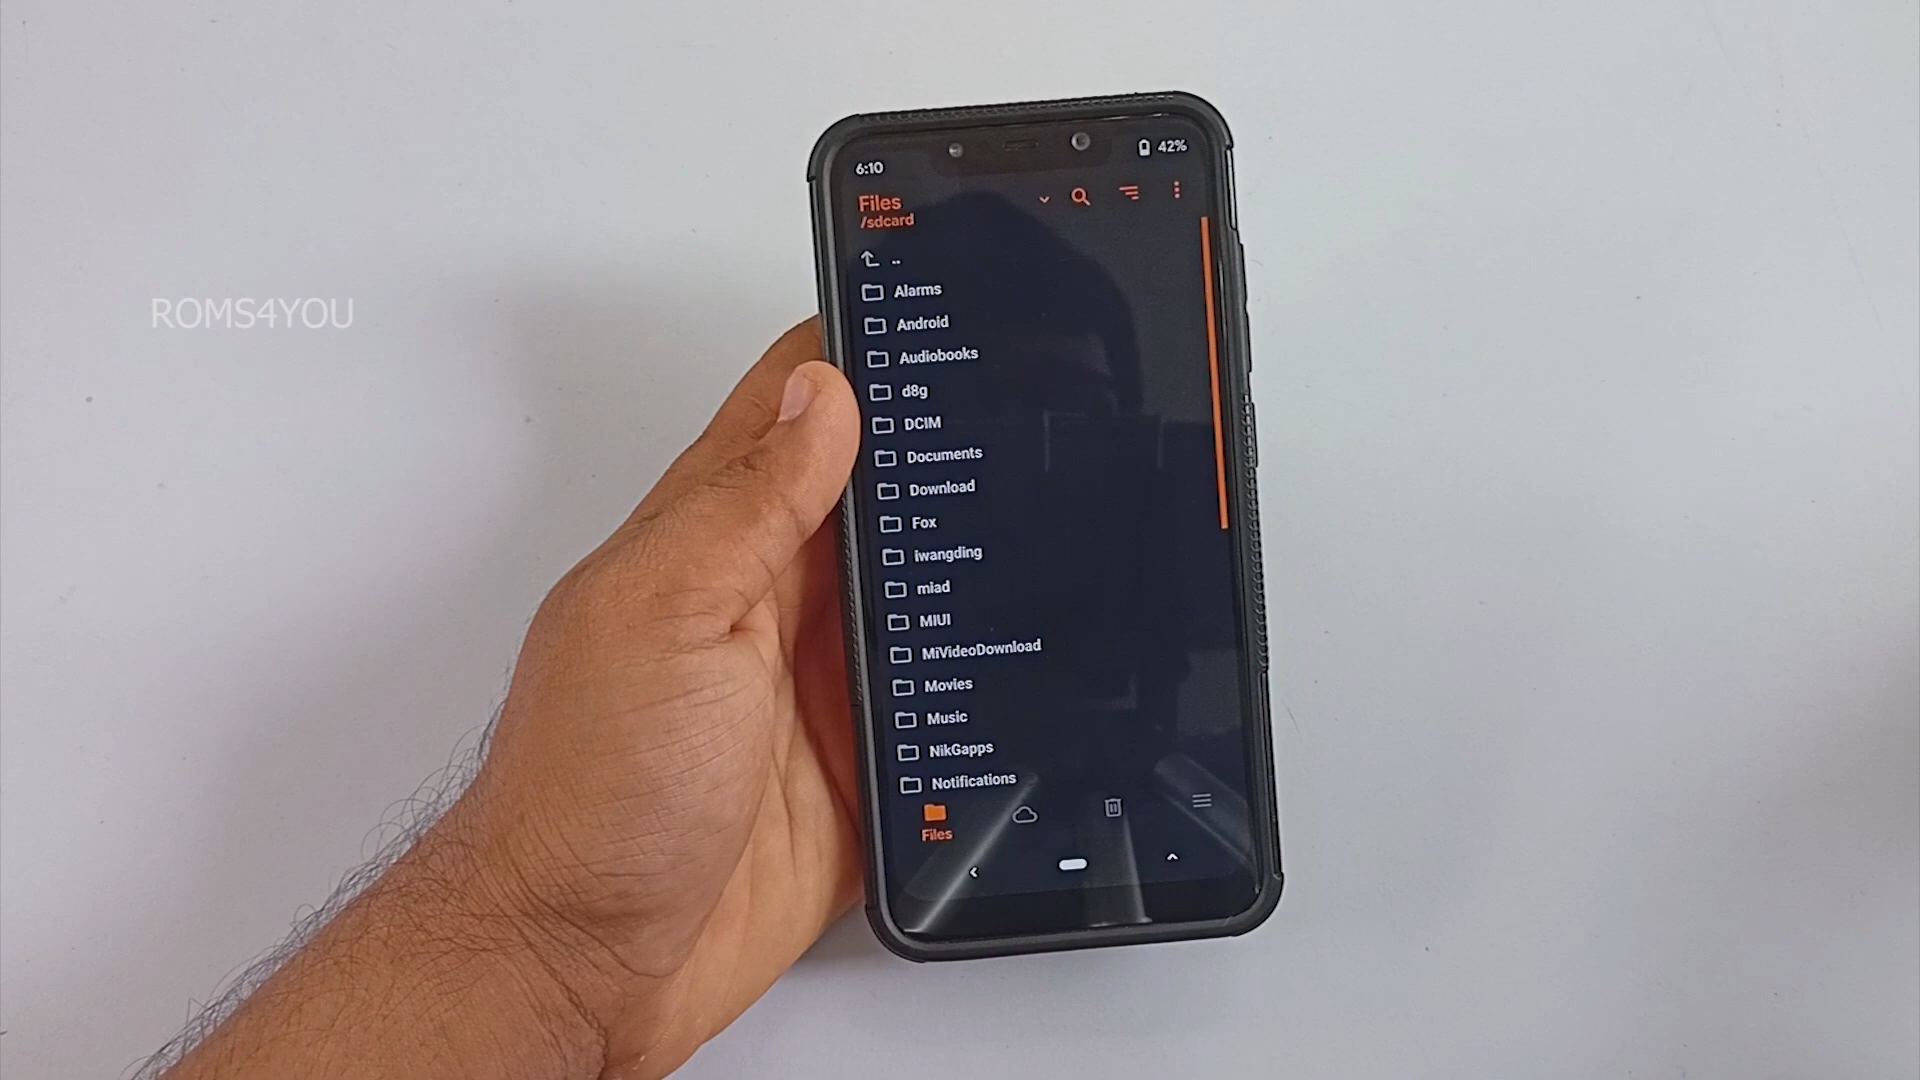 ROMS4YOU
6:10
42%
Files
/sdcard
..
Alarms
Android
Audiobooks
d8g
DCIM
Documents
Download
Fox
iwangding
miad
MIUI
MiVideoDownload
Movies
Music
NikGapps
Notifications
Files